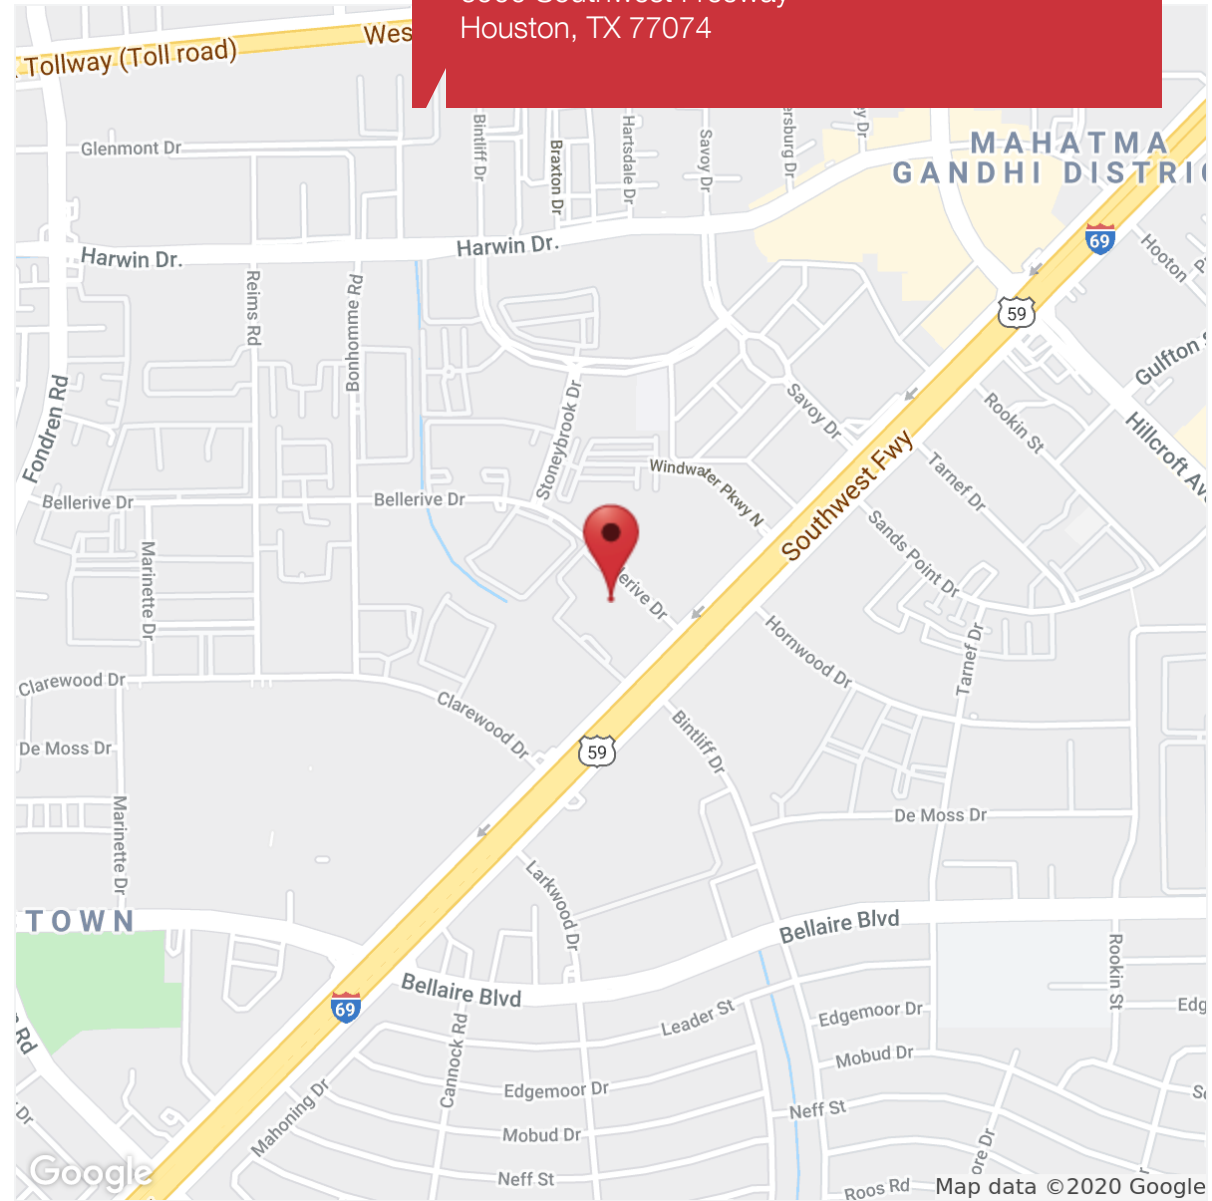 Houston, TX 77074
Tollway (Toll road)
Glenmont Dr
Bintliff Dr
Braxton Dr
Hartsdale Dr
Savoy Dr
MAHATMA
GANDHI
69
Hooton
Harwin Dr.
Harwin Dr.
Reims Rd
Bonhomme Rd
59
Gulfton
Fondren Rd
Stoneybrook Dr
Savoy Dr
Rookin St
Hillcroft
Southwest Fwy
Tarnef Dr
Windwater Pkwy N
Bellerive Dr
Bellerive Dr
Sands Point Dr
Marinette Dr
Hornwood Dr
Tarnef Dr
Clarewood Dr
Clarewood Dr
Bintliff Dr
De Moss Dr
59
Marinette Dr
De Moss Dr
Larkwood Dr
TOWN
Bellaire Blvd
Bellaire Blvd
Rookin St
69
Rd
Leader St
Edgemoor Dr
Cannock Rd
Mobud Dr
Edgemoor Dr
Mahoning Dr
Neff St
Mobud Dr
Neff St
Roos Rd
Google
Map data ©2020 Google